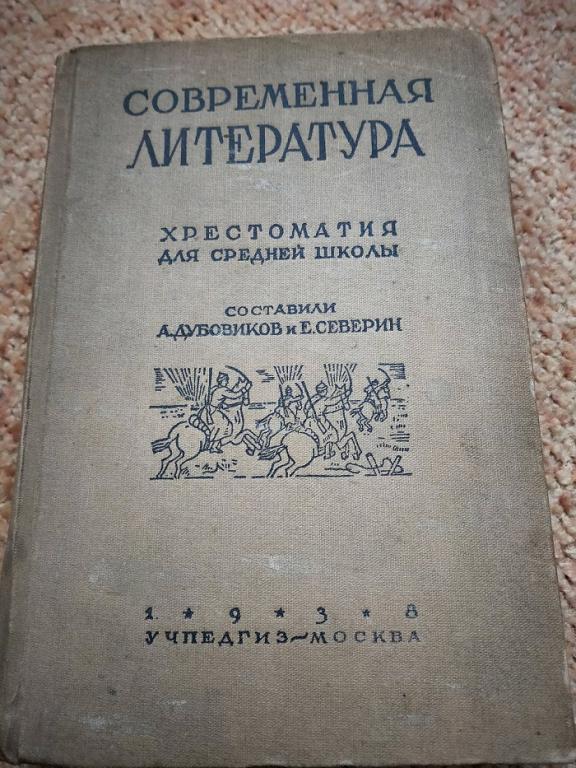 СОВРЕМЕННАЯ
ЛИТЕРАТУРА
ХРЕСТОМАТИЯ
ДЛЯ СРЕДНЕЙ ШКОЛЫ
СОСТАВИЛИ
А.ДУБОВИКОВ и Е.СЕВЕРИН
1 ★ 9 ★ 3 ★ 8
УЧПЕДГИЗ~МОСКВА